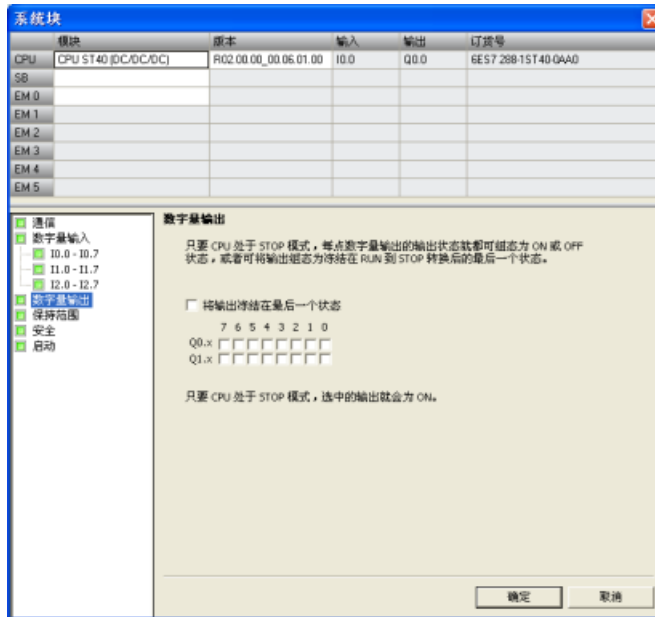 系统块
模块 版本 输入 输出 订货号
CPU CPU ST40 (DC/DC/DC) R02.00.00_00.06.01.00 I0.0 Q0.0 6ES7 288-1ST40-0AA0
SB
EM 0
EM 1
EM 2
EM 3
EM 4
EM 5
通信
数字量输入
I0.0 - I0.7
I1.0 - I1.7
I2.0 - I2.7
数字量输出
保持范围
安全
启动
数字量输出
只要 CPU 处于 STOP 模式，每点数字量输出的输出状态就都可组态为 ON 或 OFF
状态，或者可将输出组态为冻结在 RUN 到 STOP 转换后的最后一个状态。
将输出冻结在最后一个状态
7 6 5 4 3 2 1 0
Q0.x
Q1.x
只要 CPU 处于 STOP 模式，选中的输出就会为 ON。
确定 取消